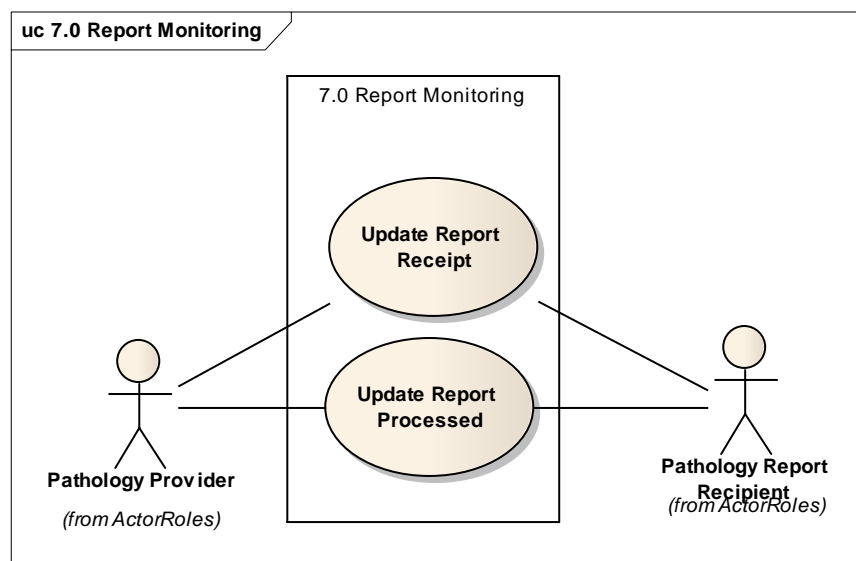 uc 7.0 Report Monitoring
7.0 Report Monitoring
Update Report
Receipt
Update Report
Processed
Pathology Provider
(from ActorRoles)
Pathology Report
Recipient
(from ActorRoles)